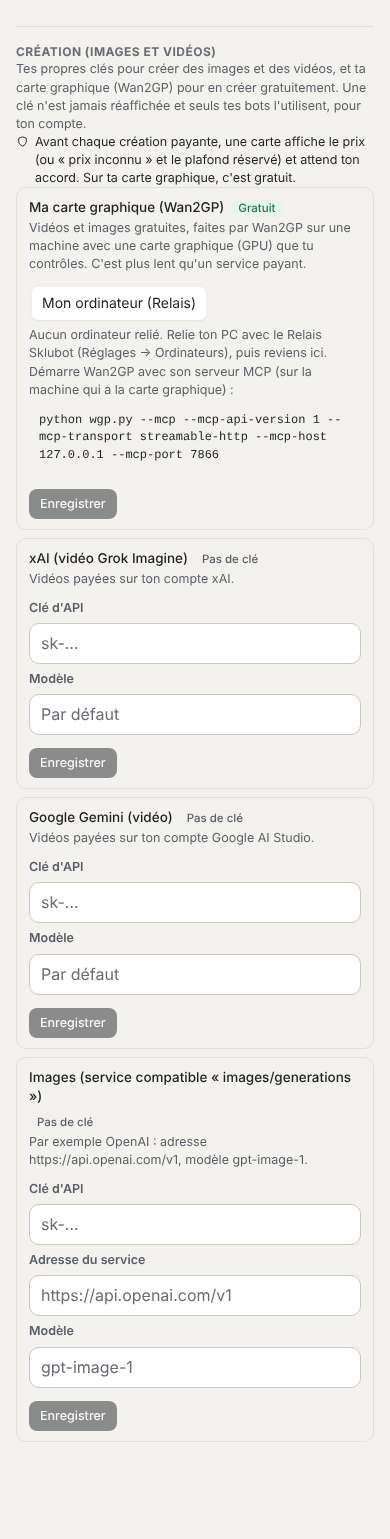 CRÉATION (IMAGES ET VIDÉOS)
Tes propres clés pour créer des images et des vidéos, et ta
carte graphique (Wan2GP) pour en créer gratuitement. Une
clé n'est jamais réaffichée et seuls tes bots l'utilisent, pour
ton compte.
Avant chaque création payante, une carte affiche le prix
(ou « prix inconnu » et le plafond réservé) et attend ton
accord. Sur ta carte graphique, c'est gratuit.
Ma carte graphique (Wan2GP) Gratuit
Vidéos et images gratuites, faites par Wan2GP sur une
machine avec une carte graphique (GPU) que tu
contrôles. C'est plus lent qu'un service payant.
Mon ordinateur (Relais)
Aucun ordinateur relié. Relie ton PC avec le Relais
Sklubot (Réglages → Ordinateurs), puis reviens ici.
Démarre Wan2GP avec son serveur MCP (sur la
machine qui a la carte graphique) :
python wgp.py --mcp --mcp-api-version 1 --
mcp-transport streamable-http --mcp-host
127.0.0.1 --mcp-port 7866
Enregistrer
xAI (vidéo Grok Imagine) Pas de clé
Vidéos payées sur ton compte xAI.
Clé d'API
sk-...
Modèle
Par défaut
Enregistrer
Google Gemini (vidéo) Pas de clé
Vidéos payées sur ton compte Google AI Studio.
Clé d'API
sk-...
Modèle
Par défaut
Enregistrer
Images (service compatible « images/generations
»)
Pas de clé
Par exemple OpenAI : adresse
https://api.openai.com/v1, modèle gpt-image-1.
Clé d'API
sk-...
Adresse du service
https://api.openai.com/v1
Modèle
gpt-image-1
Enregistrer